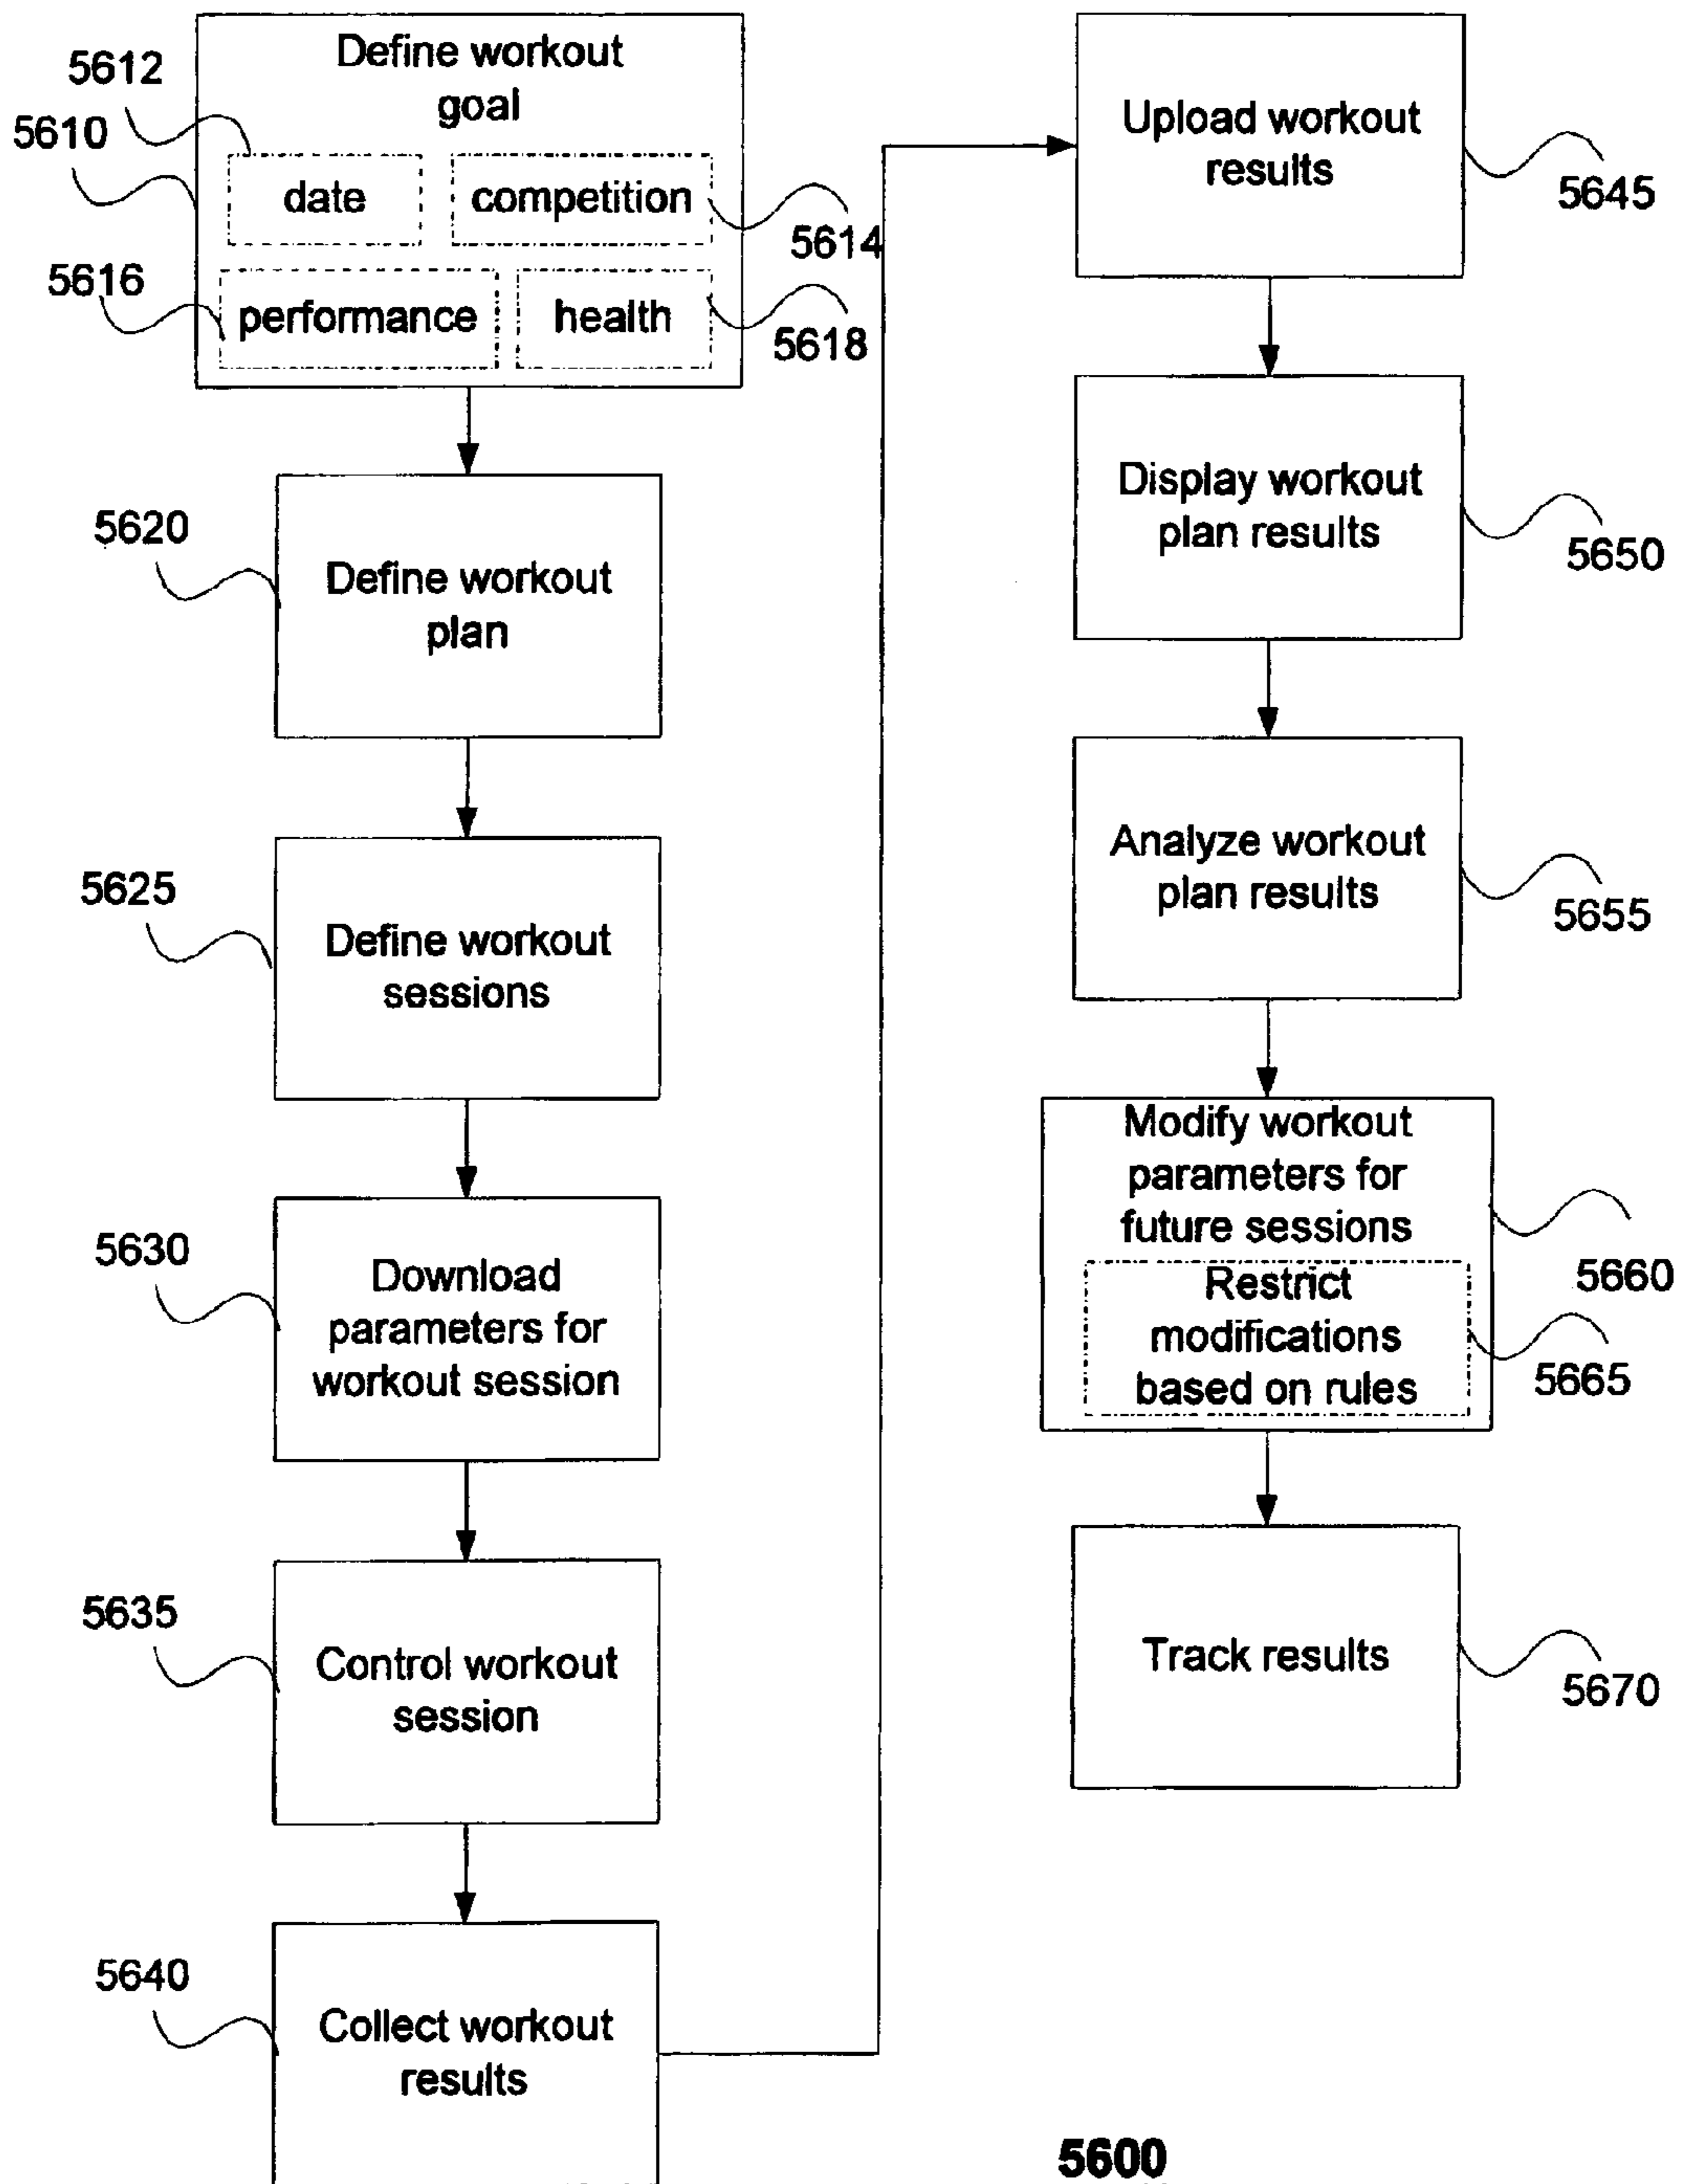 Define workout
goal
5612
5610
date
competition
5614
5616
performance
health
5618
5620
Define workout
plan
5625
Define workout
sessions
5630
Download
parameters for
workout session
5635
Control workout
session
5640
Collect workout
results
Upload workout
results
5645
Display workout
plan results
5650
Analyze workout
plan results
5655
Modify workout
parameters for
future sessions
5660
Restrict
modifications
based on rules
5665
Track results
5670
5600